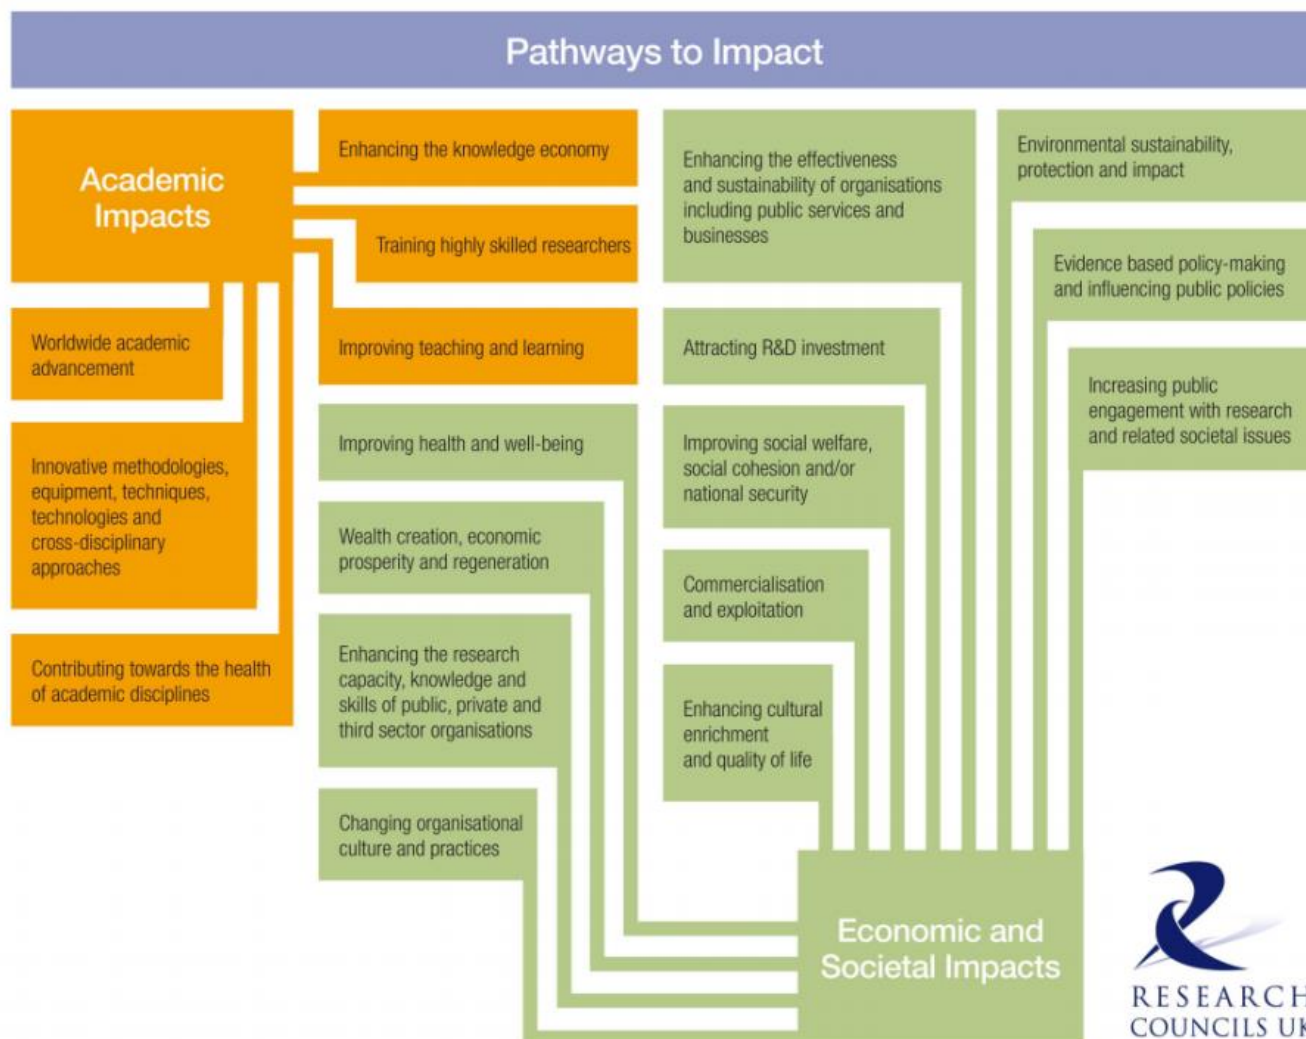 Pathways to Impact
Academic
Impacts
Enhancing the knowledge economy
Training highly skilled researchers
Improving teaching and learning
Worldwide academic
advancement
Innovative methodologies,
equipment, techniques,
technologies and
cross-disciplinary
approaches
Contributing towards the health
of academic disciplines
Improving health and well-being
Wealth creation, economic
prosperity and regeneration
Enhancing the research
capacity, knowledge and
skills of public, private and
third sector organisations
Changing organisational
culture and practices
Enhancing the effectiveness
and sustainability of organisations
including public services and
businesses
Attracting R&D investment
Improving social welfare,
social cohesion and/or
national security
Commercialisation
and exploitation
Enhancing cultural
enrichment
and quality of life
Environmental sustainability,
protection and impact
Evidence based policy-making
and influencing public policies
Increasing public
engagement with research
and related societal issues
Economic and
Societal Impacts
RESEARCH
COUNCILS UK